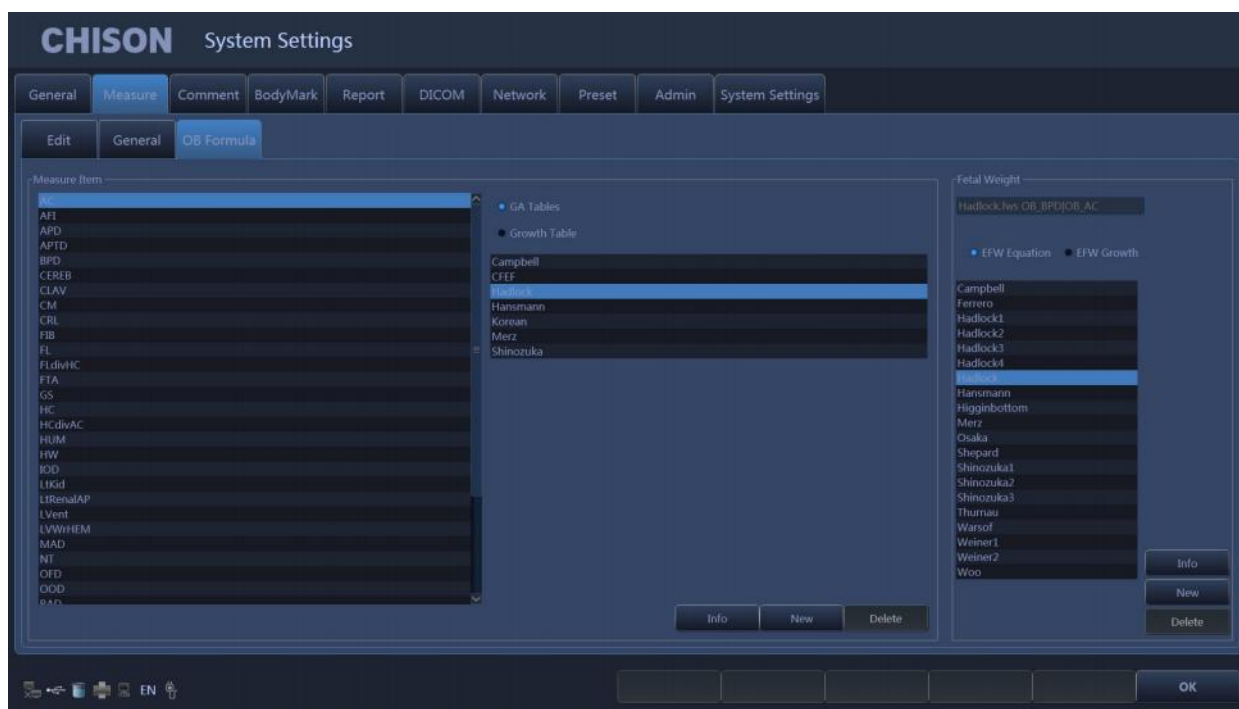 CHISON System Settings
General Measure Comment BodyMark Report DICOM Network Preset Admin System Settings
Edit General OB Formula
Measure Item
AC
AFI
APD
APTD
BPD
CEREB
CLAV
CM
CRL
FIB
FL
FLdivHC
FTA
GS
HC
HCdivAC
HUM
HW
IOD
LtKid
LtRenalAP
LVent
LVWrHEM
MAD
NT
OFD
OOD
GA Tables
Growth Table
Campbell
CFEF
Hadlock
Hansmann
Korean
Merz
Shinozuka
Info New Delete
Fetal Weight
Hadlock.fws OB_BPD|OB_AC
EFW Equation EFW Growth
Campbell
Ferrero
Hadlock1
Hadlock2
Hadlock3
Hadlock4
Hadlock
Hansmann
Higginbottom
Merz
Osaka
Shepard
Shinozuka1
Shinozuka2
Shinozuka3
Thurnau
Warsof
Weiner1
Weiner2
Woo
Info
New
Delete
EN
OK